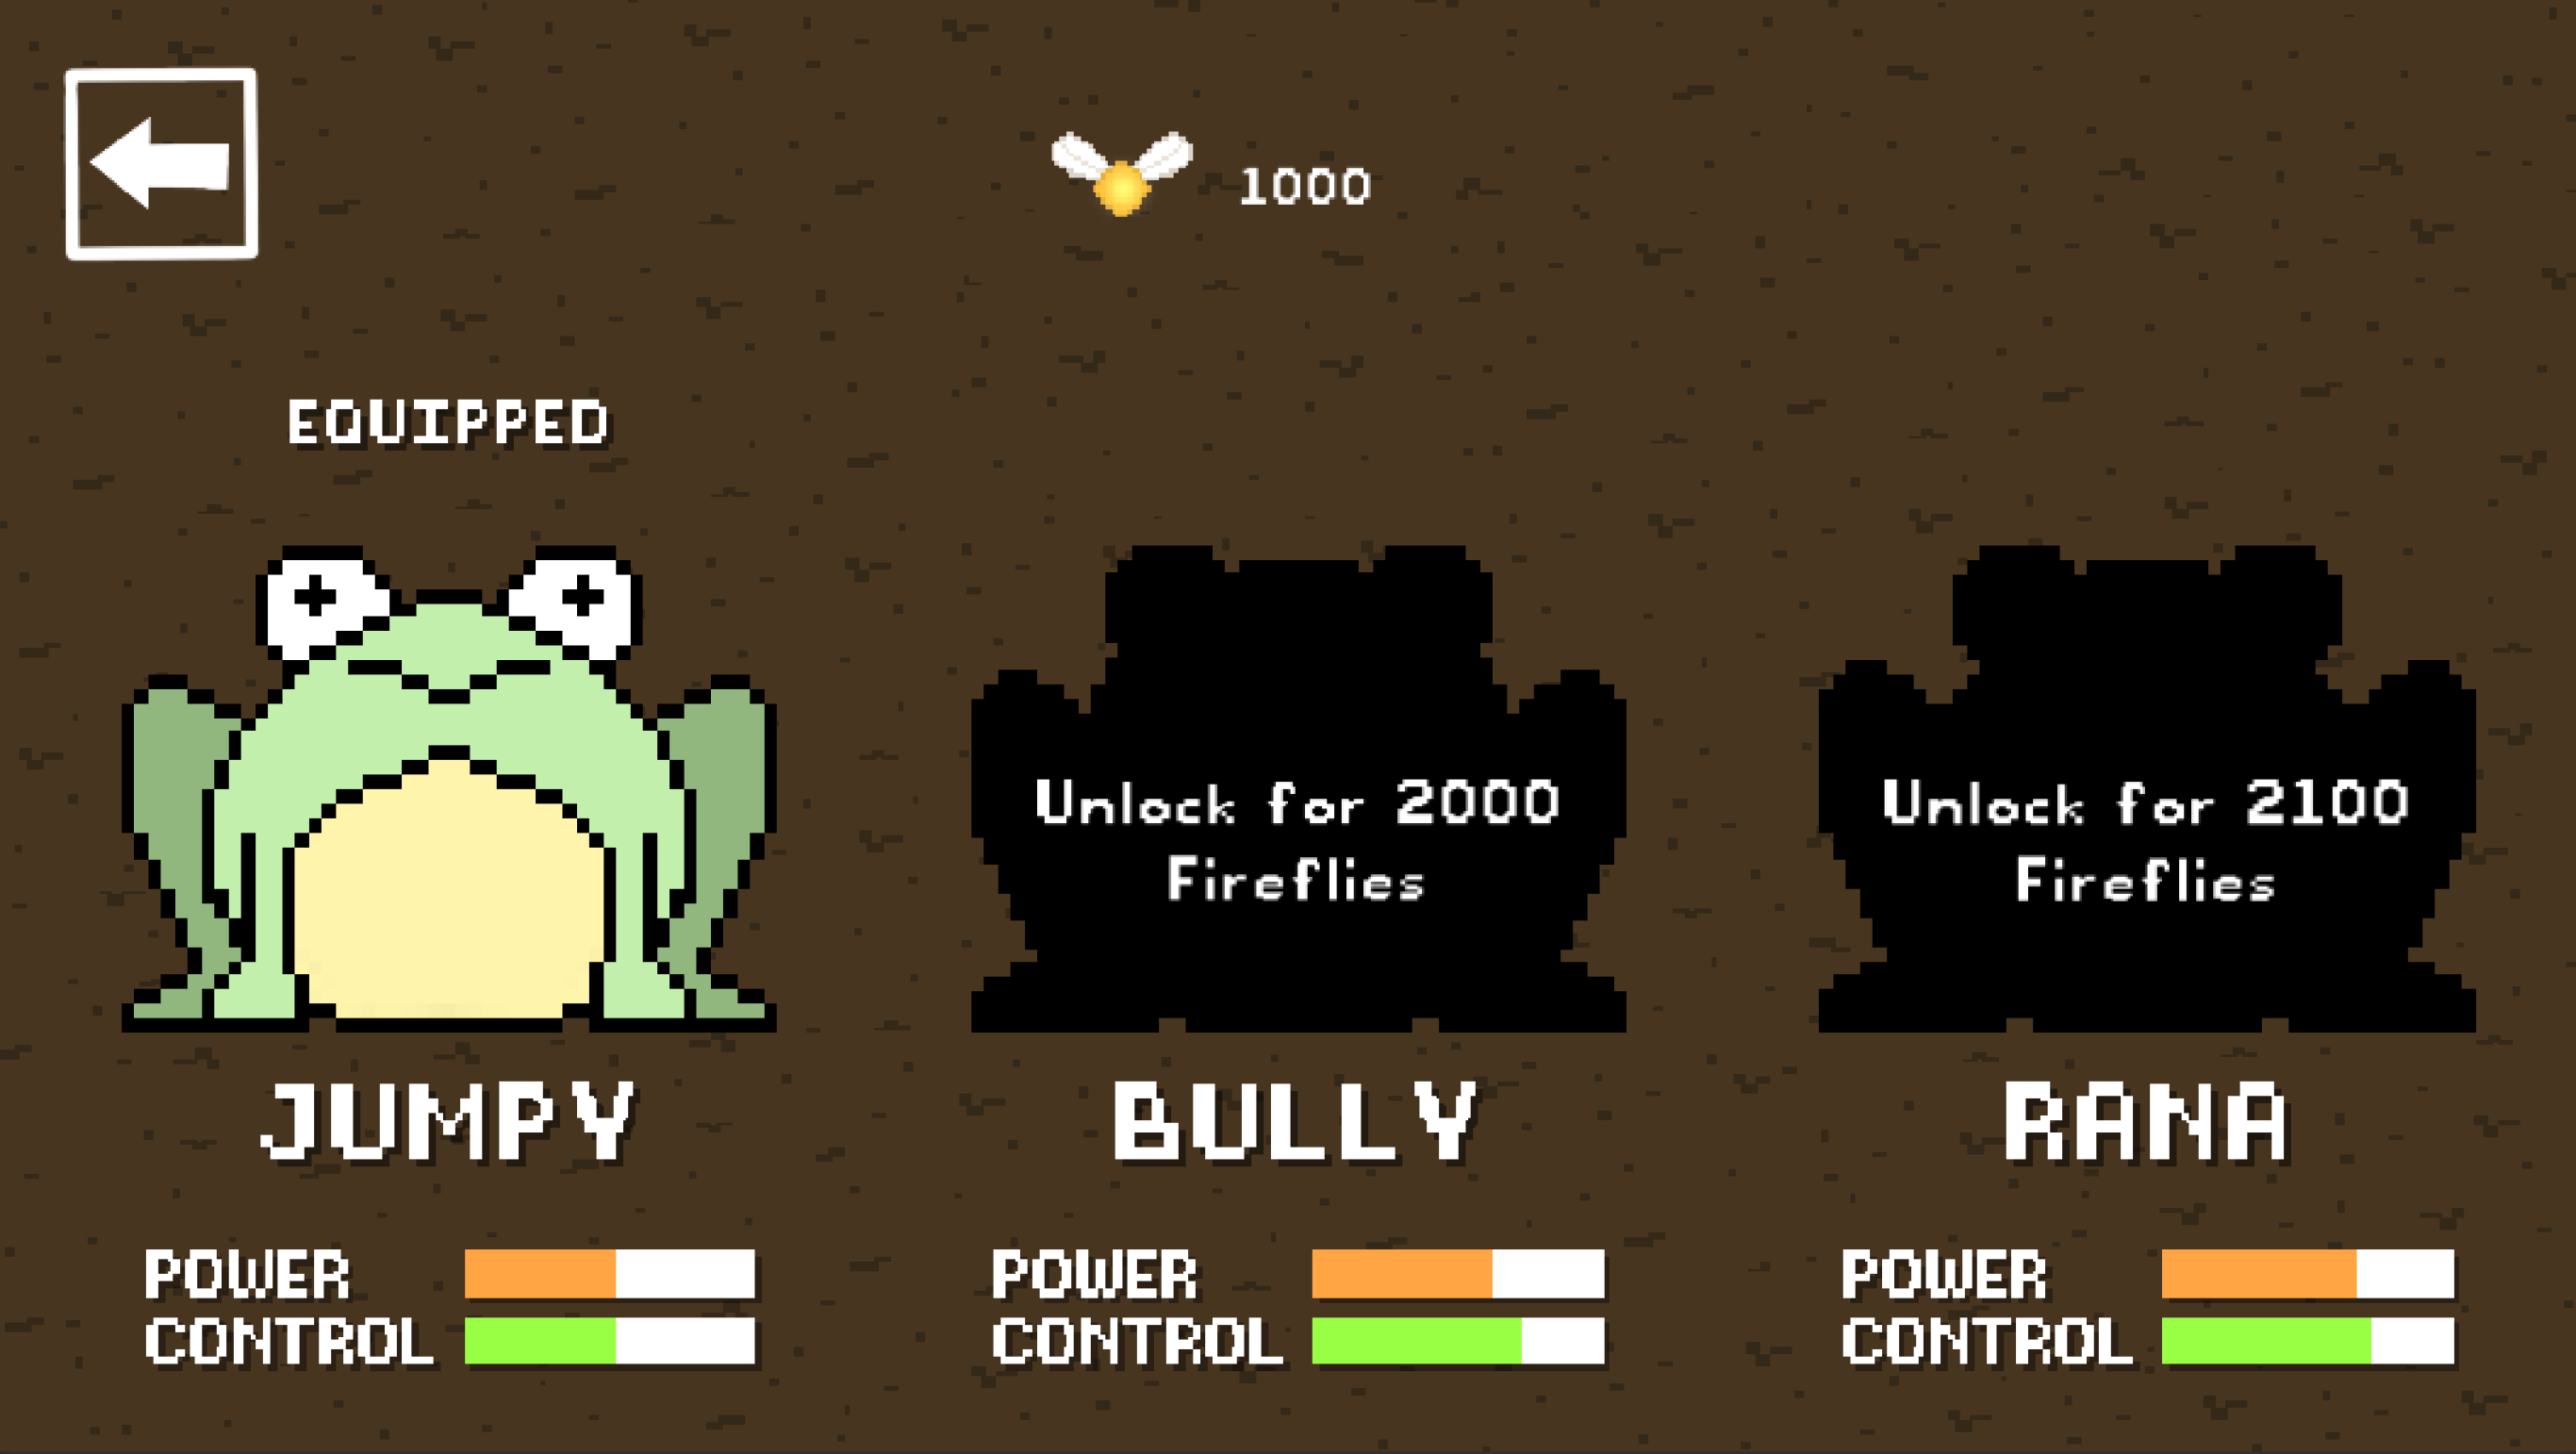 1000
EQUIPPED
Unlock for 2000
Fireflies
Unlock for 2100
Fireflies
JUMPY
BULLY
RANA
POWER
CONTROL
POWER
CONTROL
POWER
CONTROL